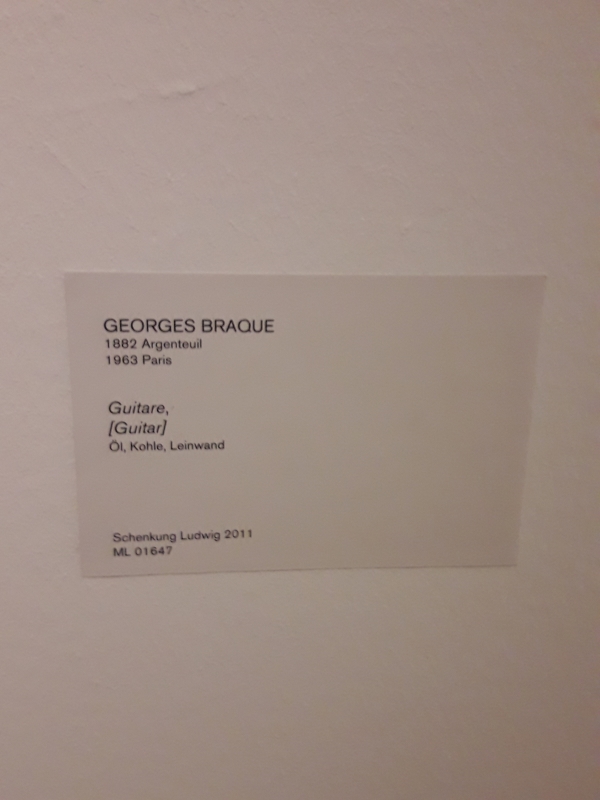 GEORGES BRAQUE
1882 Argenteuil
1963 Paris
Guitare,
[Guitar]
Öl, Kohle, Leinwand
Schenkung Ludwig 2011
ML 01647